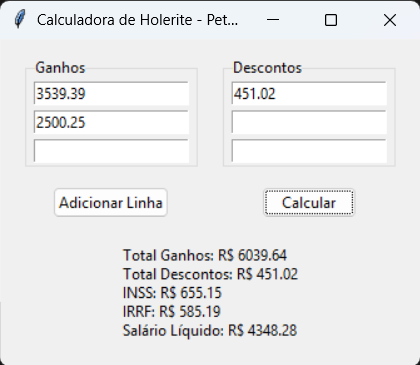 Calculadora de Holerite - Pet...
Ganhos
3539.39
2500.25
Descontos
451.02
Adicionar Linha
Calcular
Total Ganhos: R$ 6039.64
Total Descontos: R$ 451.02
INSS: R$ 655.15
IRRF: R$ 585.19
Salário Líquido: R$ 4348.28